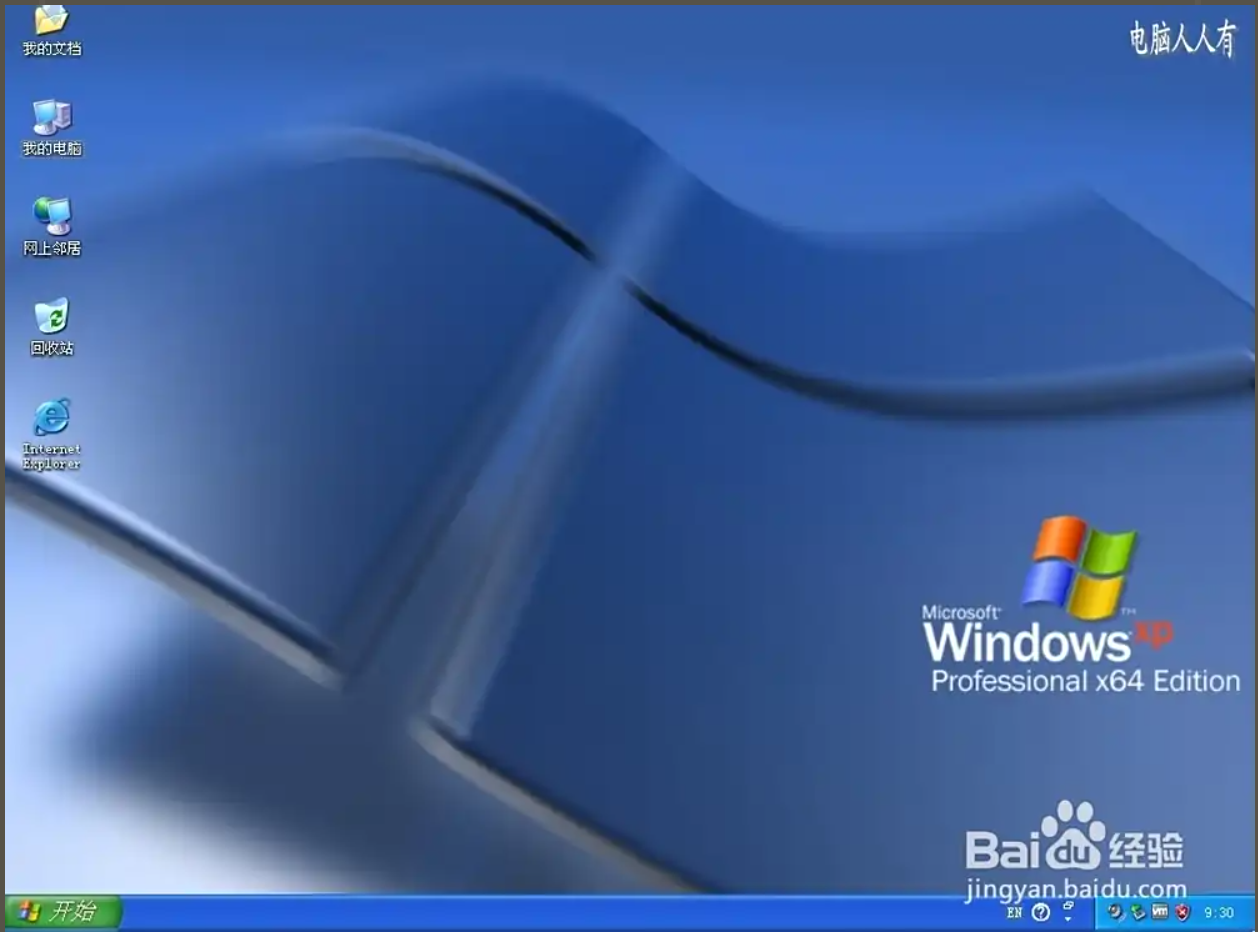 我的文档
电脑人人有
我的电脑
网上邻居
回收站
Internet
Explorer
Microsoft
Windows xp
Professional x64 Edition
Bai du 经验
jingyan.baidu.com
开始
EN
9:30